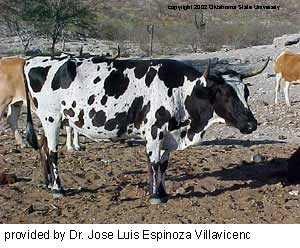 copyright © 2002 Oklahoma State University
provided by Dr. Jose Luis Espinoza Villavicenc